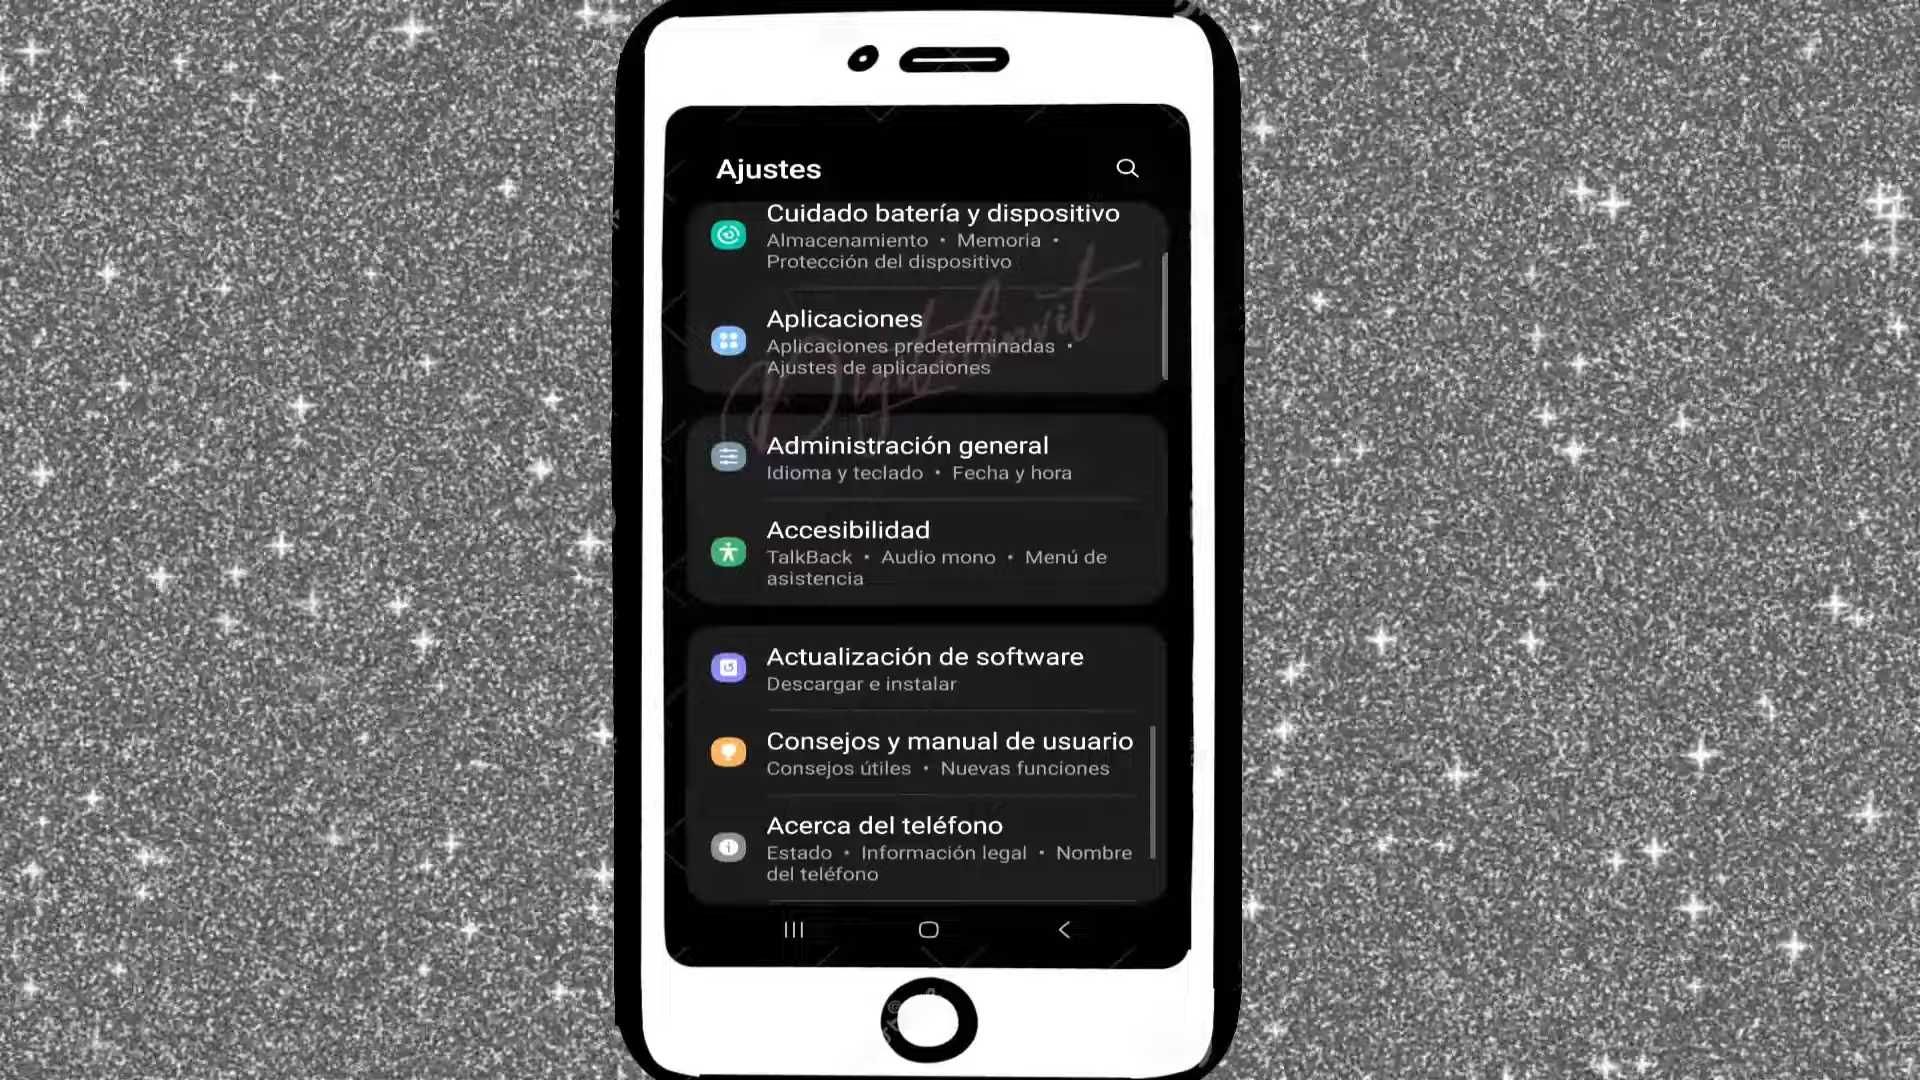 Ajustes
Cuidado batería y dispositivo
Almacenamiento • Memoria •
Protección del dispositivo
Aplicaciones
Aplicaciones predeterminadas •
Ajustes de aplicaciones
Administración general
Idioma y teclado • Fecha y hora
Accesibilidad
TalkBack • Audio mono • Menú de
asistencia
Actualización de software
Descargar e instalar
Consejos y manual de usuario
Consejos útiles • Nuevas funciones
Acerca del teléfono
Estado • Información legal • Nombre
del teléfono